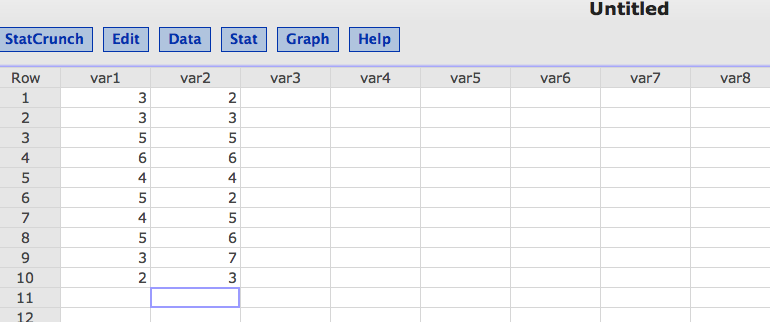 Untitled
StatCrunch Edit Data Stat Graph Help
Row var1 var2 var3 var4 var5 var6 var7 var8
1 3 2
2 3 3
3 5 5
4 6 6
5 4 4
6 5 2
7 4 5
8 5 6
9 3 7
10 2 3
11
12